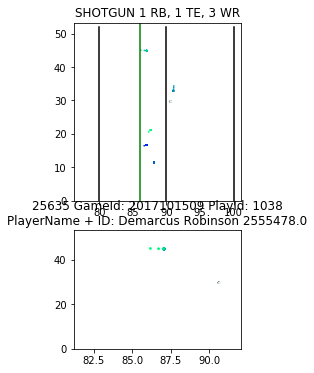 SHOTGUN 1 RB, 1 TE, 3 WR
50
40
30
20
10
0
80 85 90 95 100
25635 GameId: 2017101509 PlayId: 1038
PlayerName + ID: Demarcus Robinson 2555478.0
40
20
0
82.5 85.0 87.5 90.0